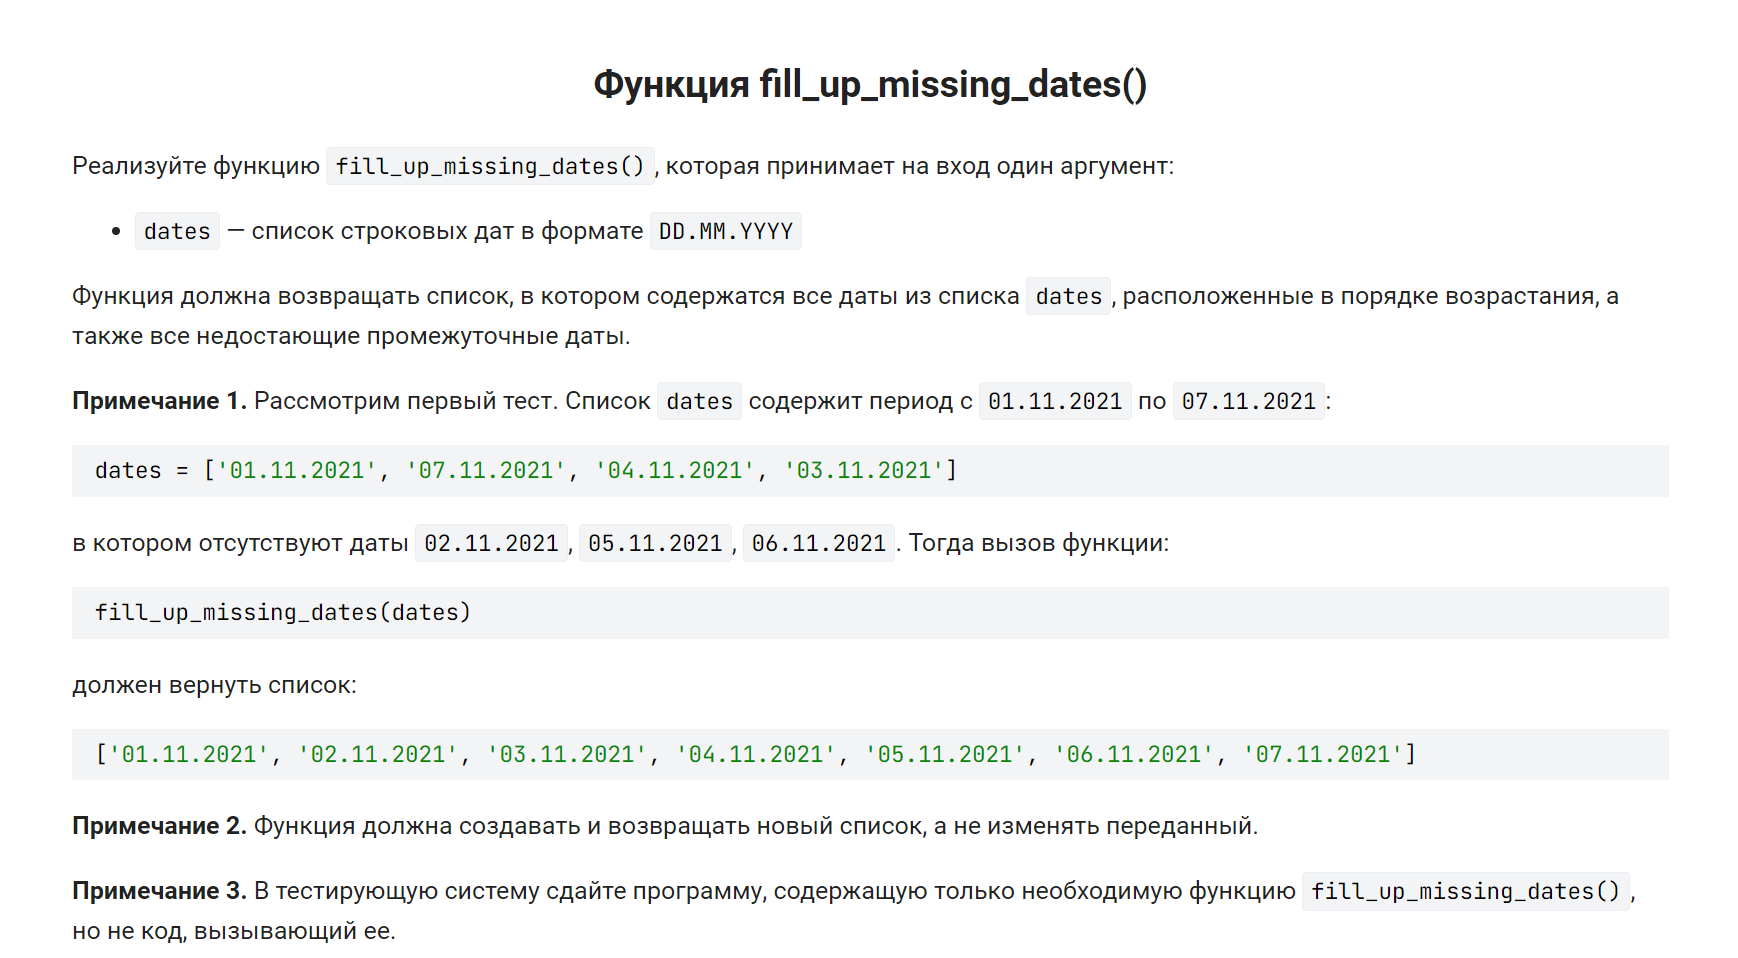 Функция fill_up_missing_dates()
Реализуйте функцию fill_up_missing_dates(), которая принимает на вход один аргумент:
• dates — список строковых дат в формате DD.MM.YYYY
Функция должна возвращать список, в котором содержатся все даты из списка dates, расположенные в порядке возрастания, а
также все недостающие промежуточные даты.
Примечание 1. Рассмотрим первый тест. Список dates содержит период с 01.11.2021 по 07.11.2021:
dates = ['01.11.2021', '07.11.2021', '04.11.2021', '03.11.2021']
в котором отсутствуют даты 02.11.2021, 05.11.2021, 06.11.2021. Тогда вызов функции:
fill_up_missing_dates(dates)
должен вернуть список:
['01.11.2021', '02.11.2021', '03.11.2021', '04.11.2021', '05.11.2021', '06.11.2021', '07.11.2021']
Примечание 2. Функция должна создавать и возвращать новый список, а не изменять переданный.
Примечание 3. В тестирующую систему сдайте программу, содержащую только необходимую функцию fill_up_missing_dates(),
но не код, вызывающий ее.